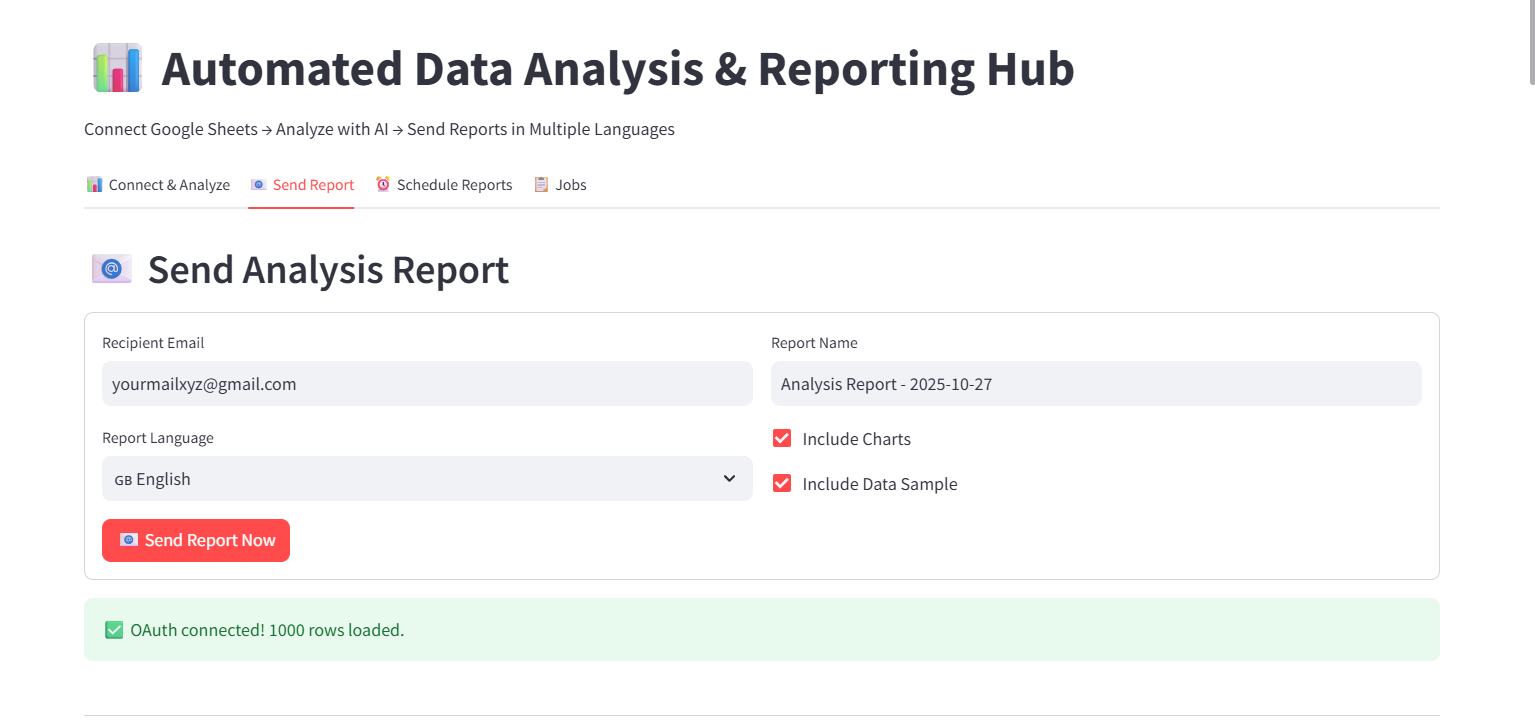 Automated Data Analysis & Reporting Hub
Connect Google Sheets → Analyze with AI → Send Reports in Multiple Languages
Connect & Analyze Send Report Schedule Reports Jobs
Send Analysis Report
Recipient Email Report Name
yourmailxyz@gmail.com Analysis Report - 2025-10-27
Report Language Include Charts
GB English Include Data Sample
Send Report Now
OAuth connected! 1000 rows loaded.